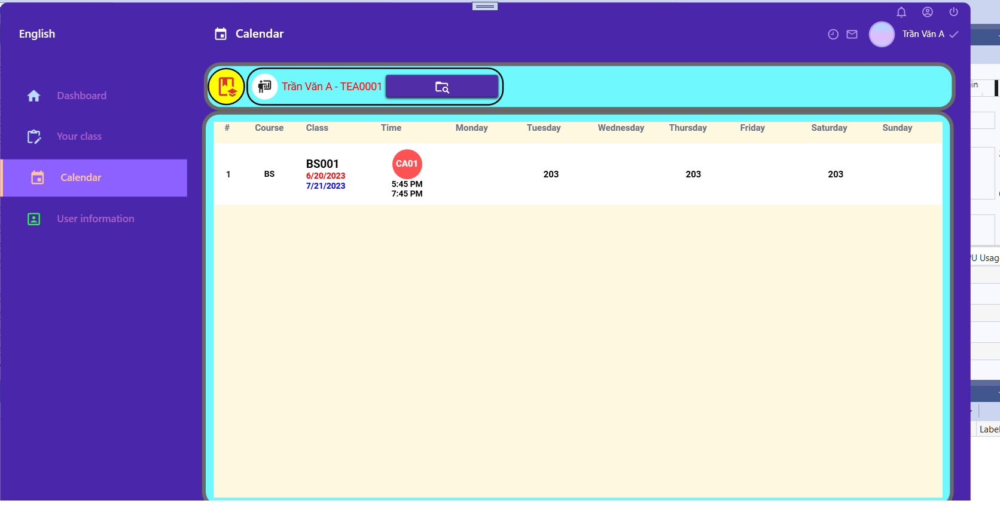 English
Calendar
Trần Văn A
Dashboard
Your class
Calendar
User information
Trần Văn A - TEA0001
# Course Class Time Monday Tuesday Wednesday Thursday Friday Saturday Sunday
1 BS BS001 CA01 203 203 203
6/20/2023
7/21/2023
5:45 PM
7:45 PM
in
U Usag
Label